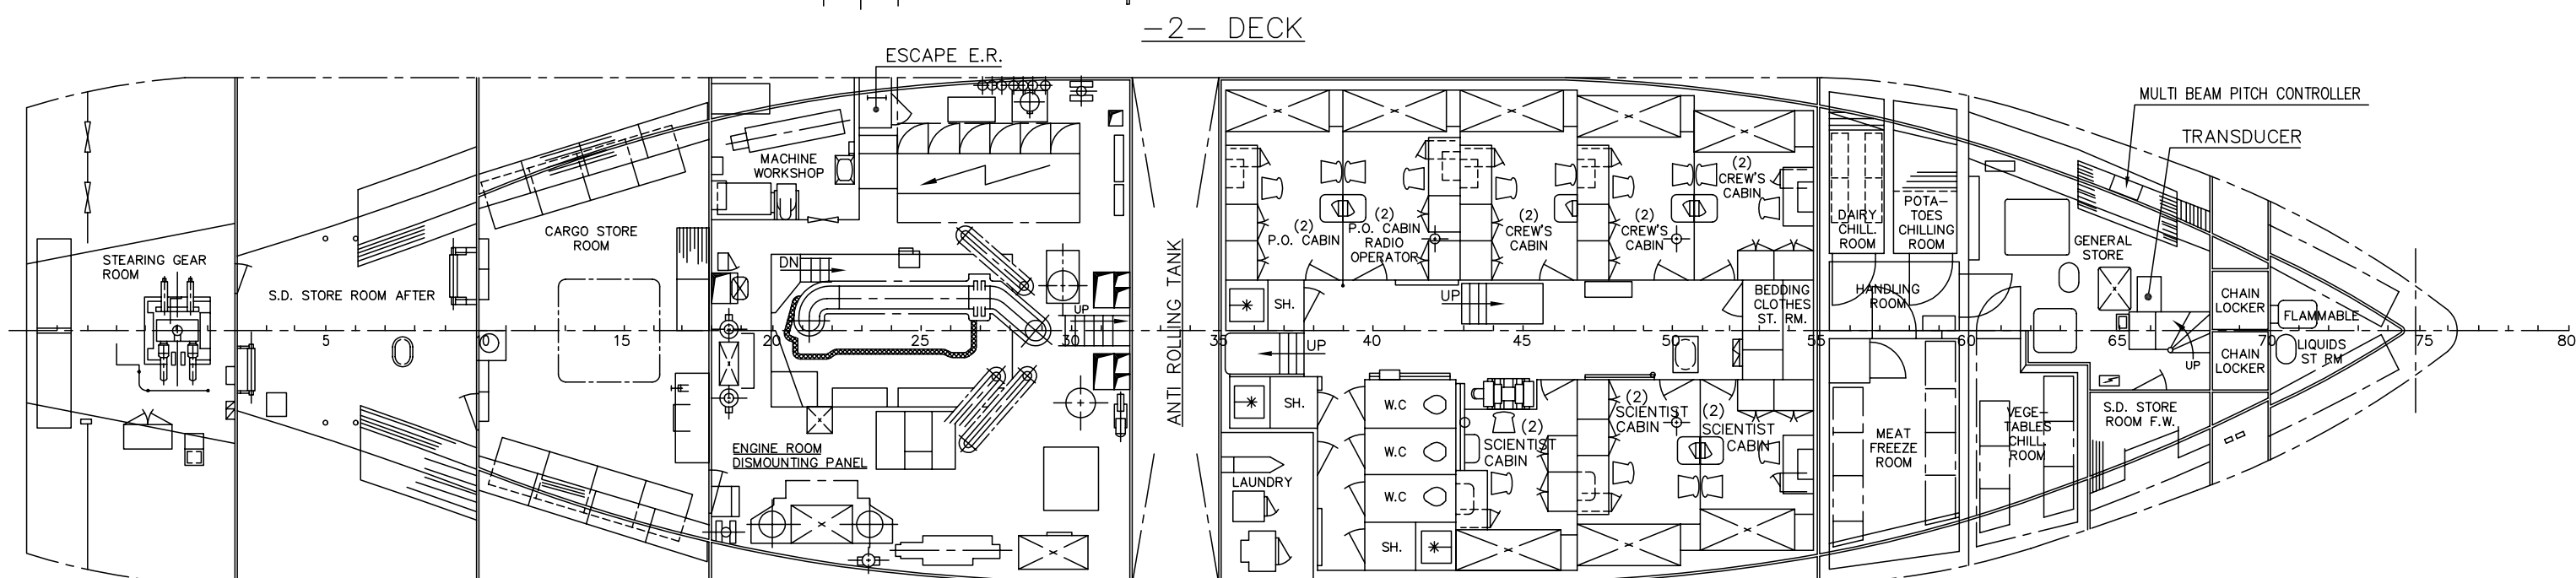 -2- DECK
ESCAPE E.R.
MULTI BEAM PITCH CONTROLLER
TRANSDUCER
MACHINE
WORKSHOP
CARGO STORE
ROOM
STEARING GEAR
ROOM
S.D. STORE ROOM AFTER
DN
UP
ENGINE ROOM
DISMOUNTING PANEL
ANTI ROLLING TANK
(2)
P.O. CABIN
(2)
P.O. CABIN
RADIO
OPERATOR
(2)
CREW'S
CABIN
(2)
CREW'S
CABIN
(2)
CREW'S
CABIN
DAIRY
CHILL.
ROOM
POTA-
TOES
CHILLING
ROOM
GENERAL
STORE
SH.
UP
BEDDING
CLOTHES
ST. RM.
HANDLING
ROOM
CHAIN
LOCKER
FLAMMABLE
LIQUIDS
ST RM
5
10
15
20
25
30
35
40
45
50
55
60
65
70
75
80
UP
UP
CHAIN
LOCKER
SH.
W.C
W.C
W.C
SH.
LAUNDRY
(2)
SCIENTIST
CABIN
(2)
SCIENTIST
CABIN
(2)
SCIENTIST
CABIN
MEAT
FREEZE
ROOM
VEGE-
TABLES
CHILL.
ROOM
S.D. STORE
ROOM F.W.